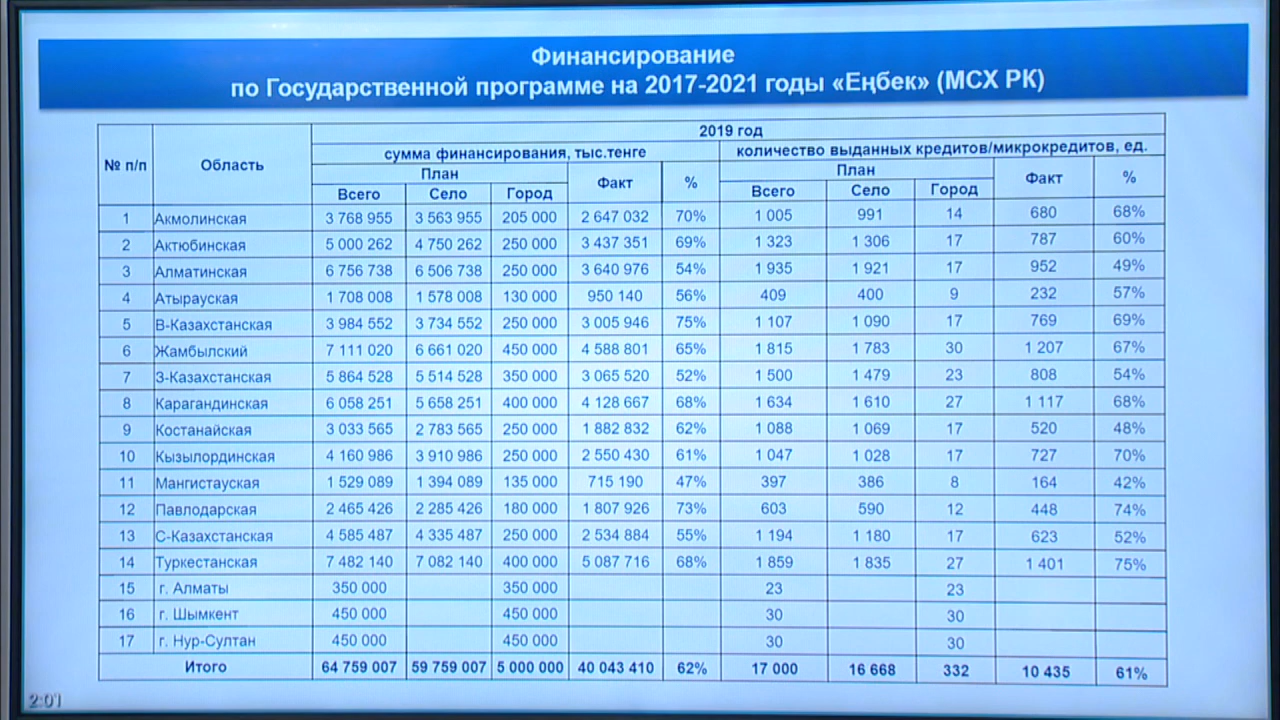 Финансирование
по Государственной программе на 2017-2021 годы «Еңбек» (МСХ РК)
№ п/п Область 2019 год
сумма финансирования, тыс.тенге количество выданных кредитов/микрокредитов, ед.
План Факт % План Факт %
Всего Село Город Всего Село Город
1 Акмолинская 3 768 955 3 563 955 205 000 2 647 032 70% 1 005 991 14 680 68%
2 Актюбинская 5 000 262 4 750 262 250 000 3 437 351 69% 1 323 1 306 17 787 60%
3 Алматинская 6 756 738 6 506 738 250 000 3 640 976 54% 1 935 1 921 17 952 49%
4 Атырауская 1 708 008 1 578 008 130 000 950 140 56% 409 400 9 232 57%
5 В-Казахстанская 3 984 552 3 734 552 250 000 3 005 946 75% 1 107 1 090 17 769 69%
6 Жамбылский 7 111 020 6 661 020 450 000 4 588 801 65% 1 815 1 783 30 1 207 67%
7 З-Казахстанская 5 864 528 5 514 528 350 000 3 065 520 52% 1 500 1 479 23 808 54%
8 Карагандинская 6 058 251 5 658 251 400 000 4 128 667 68% 1 634 1 610 27 1 117 68%
9 Костанайская 3 033 565 2 783 565 250 000 1 882 832 62% 1 088 1 069 17 520 48%
10 Кызылординская 4 160 986 3 910 986 250 000 2 550 430 61% 1 047 1 028 17 727 70%
11 Мангистауская 1 529 089 1 394 089 135 000 715 190 47% 397 386 8 164 42%
12 Павлодарская 2 465 426 2 285 426 180 000 1 807 926 73% 603 590 12 448 74%
13 С-Казахстанская 4 585 487 4 335 487 250 000 2 534 884 55% 1 194 1 180 17 623 52%
14 Туркестанская 7 482 140 7 082 140 400 000 5 087 716 68% 1 859 1 835 27 1 401 75%
15 г. Алматы 350 000 350 000 23 23
16 г. Шымкент 450 000 450 000 30 30
17 г. Нур-Султан 450 000 450 000 30 30
Итого 64 759 007 59 759 007 5 000 000 40 043 410 62% 17 000 16 668 332 10 435 61%
2:01